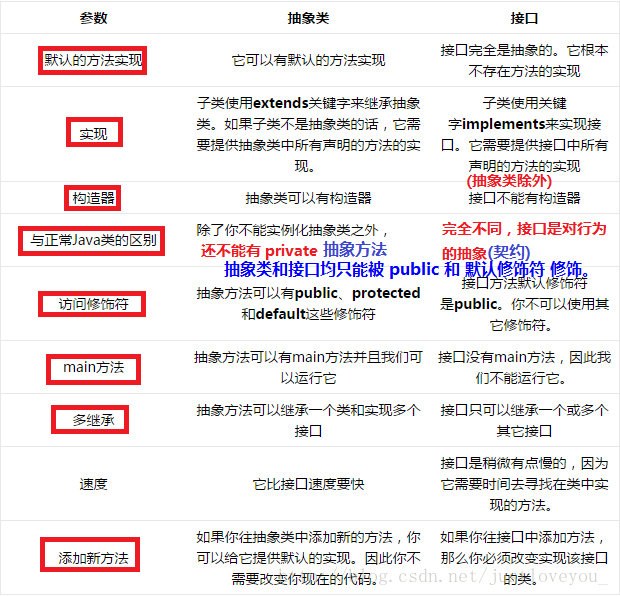 参数 抽象类 接口
默认的方法实现 它可以有默认的方法实现 接口完全是抽象的。它根本
不存在方法的实现
实现
子类使用extends关键字来继承抽象
类。如果子类不是抽象类的话，它需
要提供抽象类中所有声明的方法的实
现。
子类使用关键
字implements来实现接
口。它需要提供接口中所有
声明的方法的实现
(抽象类除外)
构造器 抽象类可以有构造器 接口不能有构造器
与正常Java类的区别
除了你不能实例化抽象类之外，
还不能有 private 抽象方法
完全不同，接口是对行为
的抽象(契约)
抽象类和接口均只能被 public 和 默认修饰符 修饰。
访问修饰符
抽象方法可以有public、protected
和default这些修饰符
接口方法默认修饰符
是public。你不可以使用其
它修饰符。
main方法
抽象方法可以有main方法并且我们可
以运行它
接口没有main方法，因此我
们不能运行它。
多继承
抽象方法可以继承一个类和实现多个
接口
接口只可以继承一个或多个
其它接口
速度 它比接口速度要快
接口是稍微有点慢的，因为
它需要时间去寻找在类中实
现的方法。
添加新方法
如果你往抽象类中添加新的方法，你
可以给它提供默认的实现。因此你不
需要改变你现在的代码。
如果你往接口中添加方法，
那么你必须改变实现该接口
的类。
https://blog.csdn.net/justloveyou_